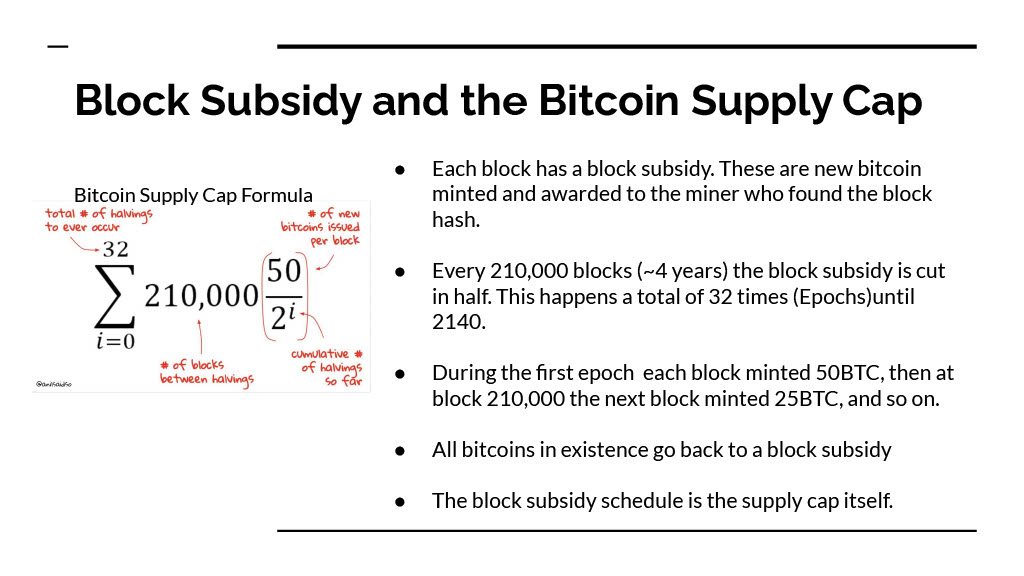 Block Subsidy and the Bitcoin Supply Cap
Bitcoin Supply Cap Formula
total # of halvings
to ever occur
# of new
bitcoins issued
per block
32
∑ 210,000 (50/2^i)
i=0
# of blocks
between halvings
cumulative #
of halvings
so far
● Each block has a block subsidy. These are new bitcoin
minted and awarded to the miner who found the block
hash.
● Every 210,000 blocks (~4 years) the block subsidy is cut
in half. This happens a total of 32 times (Epochs)until
2140.
● During the first epoch each block minted 50BTC, then at
block 210,000 the next block minted 25BTC, and so on.
● All bitcoins in existence go back to a block subsidy
● The block subsidy schedule is the supply cap itself.